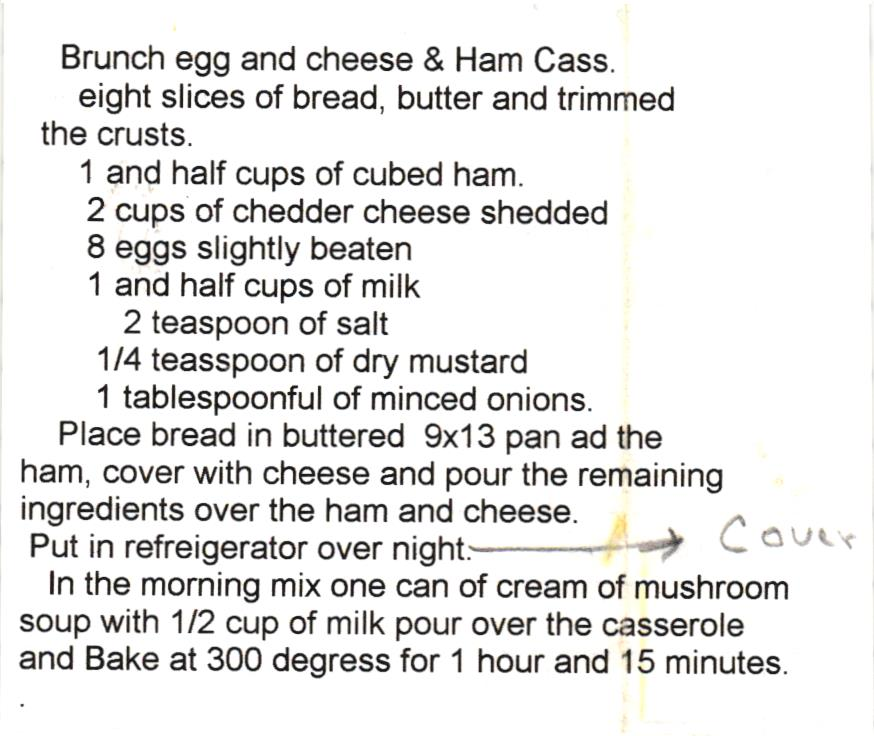 Brunch egg and cheese & Ham Cass.
eight slices of bread, butter and trimmed
the crusts.
1 and half cups of cubed ham.
2 cups of chedder cheese shedded
8 eggs slightly beaten
1 and half cups of milk
2 teaspoon of salt
1/4 teasspoon of dry mustard
1 tablespoonful of minced onions.
Place bread in buttered 9x13 pan ad the
ham, cover with cheese and pour the remaining
ingredients over the ham and cheese.
Put in refreigerator over night. → Cover
In the morning mix one can of cream of mushroom
soup with 1/2 cup of milk pour over the casserole
and Bake at 300 degress for 1 hour and 15 minutes.
.